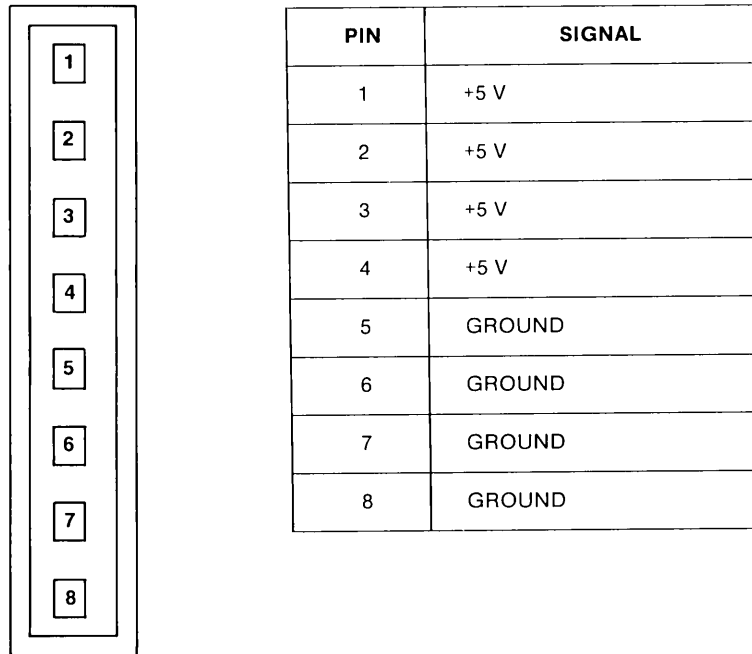 1
2
3
4
5
6
7
8
PIN SIGNAL
1 +5 V
2 +5 V
3 +5 V
4 +5 V
5 GROUND
6 GROUND
7 GROUND
8 GROUND